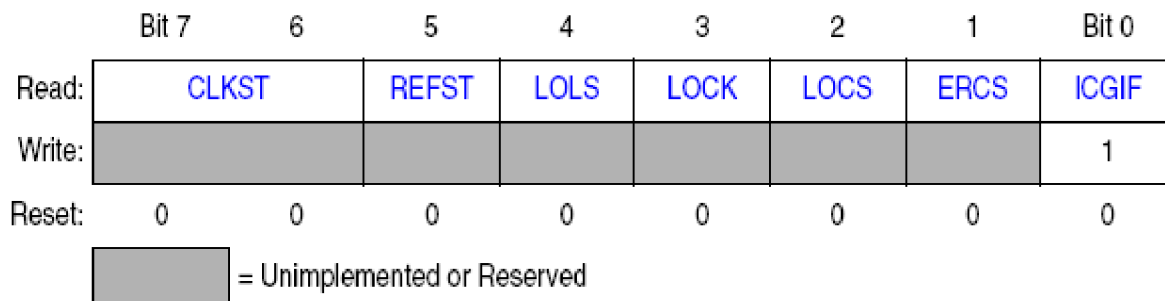 Bit 7 6 5 4 3 2 1 Bit 0
Read: CLKST REFST LOLS LOCK LOCS ERCS ICGIF
Write: 1
Reset: 0 0 0 0 0 0 0 0
= Unimplemented or Reserved